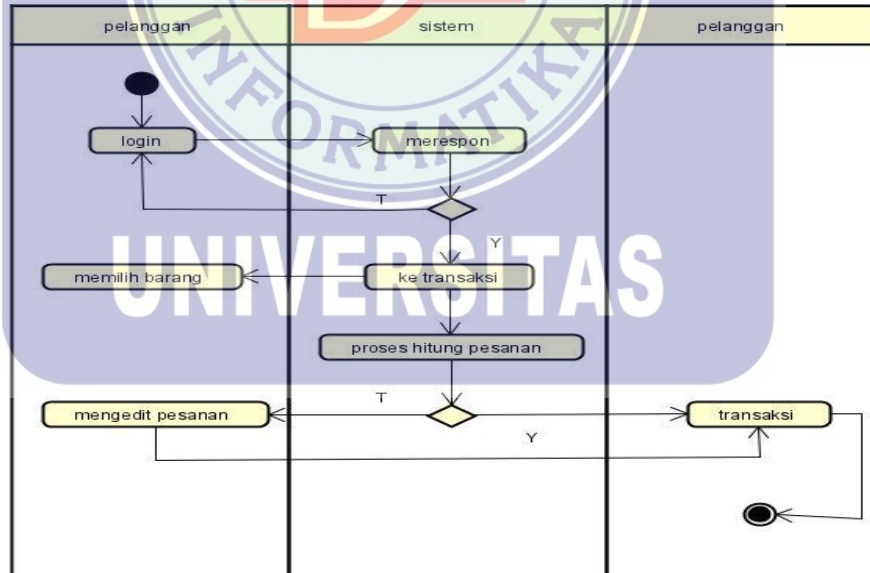 pelanggan sistem pelanggan
INFORMATIKA
login merespon
T
Y
UNIVERSITAS
memilih barang ke transaksi
proses hitung pesanan
T
mengedit pesanan transaksi
Y